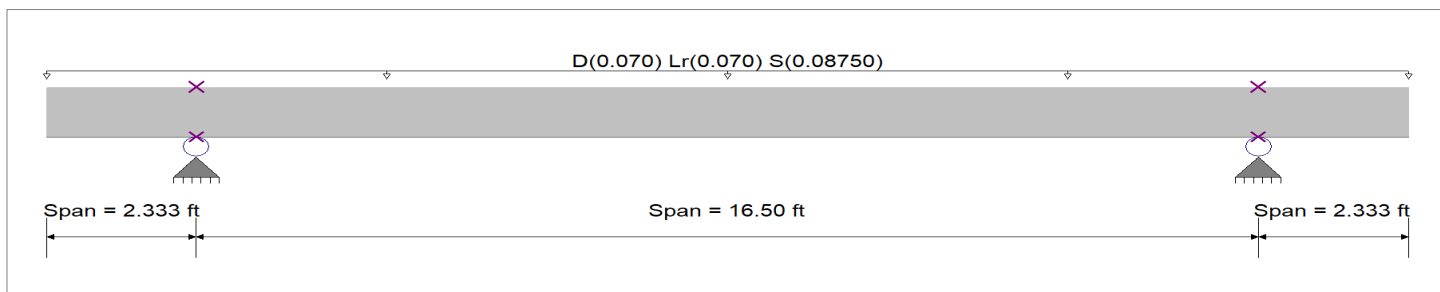 D(0.070) Lr(0.070) S(0.08750)
Span = 2.333 ft
Span = 16.50 ft
Span = 2.333 ft